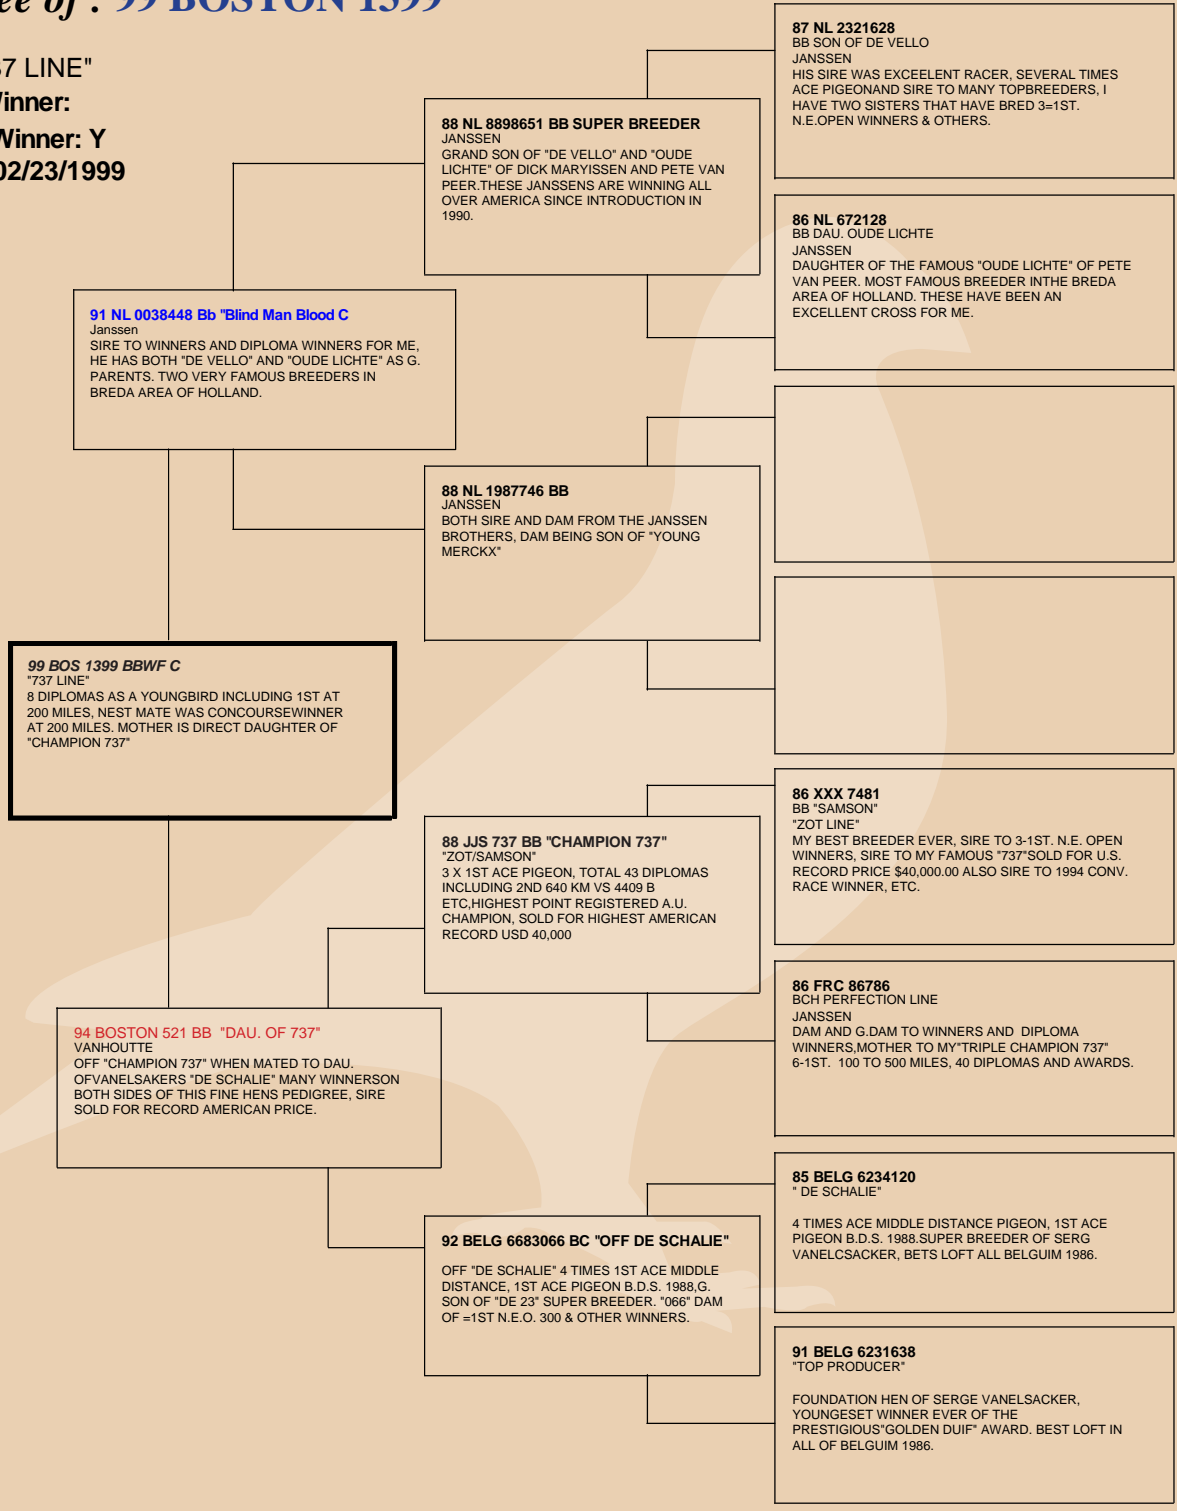 ee of : 99 BOSTON 1399
37 LINE"
inner:
Winner: Y
02/23/1999
87 NL 2321628
BB SON OF DE VELLO
JANSSEN
HIS SIRE WAS EXCEELENT RACER, SEVERAL TIMES
ACE PIGEONAND SIRE TO MANY TOPBREEDERS, I
HAVE TWO SISTERS THAT HAVE BRED 3=1ST.
N.E.OPEN WINNERS & OTHERS.
88 NL 8898651 BB SUPER BREEDER
JANSSEN
GRAND SON OF "DE VELLO" AND "OUDE
LICHTE" OF DICK MARYISSEN AND PETE VAN
PEER.THESE JANSSENS ARE WINNING ALL
OVER AMERICA SINCE INTRODUCTION IN
1990.
86 NL 672128
BB DAU. OUDE LICHTE
JANSSEN
DAUGHTER OF THE FAMOUS "OUDE LICHTE" OF PETE
VAN PEER. MOST FAMOUS BREEDER INTHE BREDA
AREA OF HOLLAND. THESE HAVE BEEN AN
EXCELLENT CROSS FOR ME.
91 NL 0038448 Bb "Blind Man Blood C
Janssen
SIRE TO WINNERS AND DIPLOMA WINNERS FOR ME,
HE HAS BOTH "DE VELLO" AND "OUDE LICHTE" AS G.
PARENTS. TWO VERY FAMOUS BREEDERS IN
BREDA AREA OF HOLLAND.
88 NL 1987746 BB
JANSSEN
BOTH SIRE AND DAM FROM THE JANSSEN
BROTHERS, DAM BEING SON OF "YOUNG
MERCKX"
99 BOS 1399 BBWF C
"737 LINE"
8 DIPLOMAS AS A YOUNGBIRD INCLUDING 1ST AT
200 MILES, NEST MATE WAS CONCOURSEWINNER
AT 200 MILES. MOTHER IS DIRECT DAUGHTER OF
"CHAMPION 737"
86 XXX 7481
BB "SAMSON"
"ZOT LINE"
MY BEST BREEDER EVER, SIRE TO 3-1ST. N.E. OPEN
WINNERS, SIRE TO MY FAMOUS "737"SOLD FOR U.S.
RECORD PRICE $40,000.00 ALSO SIRE TO 1994 CONV.
RACE WINNER, ETC.
88 JJS 737 BB "CHAMPION 737"
"ZOT/SAMSON"
3 X 1ST ACE PIGEON, TOTAL 43 DIPLOMAS
INCLUDING 2ND 640 KM VS 4409 B
ETC,HIGHEST POINT REGISTERED A.U.
CHAMPION, SOLD FOR HIGHEST AMERICAN
RECORD USD 40,000
86 FRC 86786
BCH PERFECTION LINE
JANSSEN
DAM AND G.DAM TO WINNERS AND DIPLOMA
WINNERS,MOTHER TO MY"TRIPLE CHAMPION 737"
6-1ST. 100 TO 500 MILES, 40 DIPLOMAS AND AWARDS.
94 BOSTON 521 BB "DAU. OF 737"
VANHOUTTE
OFF "CHAMPION 737" WHEN MATED TO DAU.
OFVANELSAKERS "DE SCHALIE" MANY WINNERSON
BOTH SIDES OF THIS FINE HENS PEDIGREE, SIRE
SOLD FOR RECORD AMERICAN PRICE.
85 BELG 6234120
" DE SCHALIE"
4 TIMES ACE MIDDLE DISTANCE PIGEON, 1ST ACE
PIGEON B.D.S. 1988.SUPER BREEDER OF SERG
VANELCSACKER, BETS LOFT ALL BELGUIM 1986.
92 BELG 6683066 BC "OFF DE SCHALIE"
OFF "DE SCHALIE" 4 TIMES 1ST ACE MIDDLE
DISTANCE, 1ST ACE PIGEON B.D.S. 1988,G.
SON OF "DE 23" SUPER BREEDER. "066" DAM
OF =1ST N.E.O. 300 & OTHER WINNERS.
91 BELG 6231638
"TOP PRODUCER"
FOUNDATION HEN OF SERGE VANELSACKER,
YOUNGESET WINNER EVER OF THE
PRESTIGIOUS"GOLDEN DUIF" AWARD. BEST LOFT IN
ALL OF BELGUIM 1986.